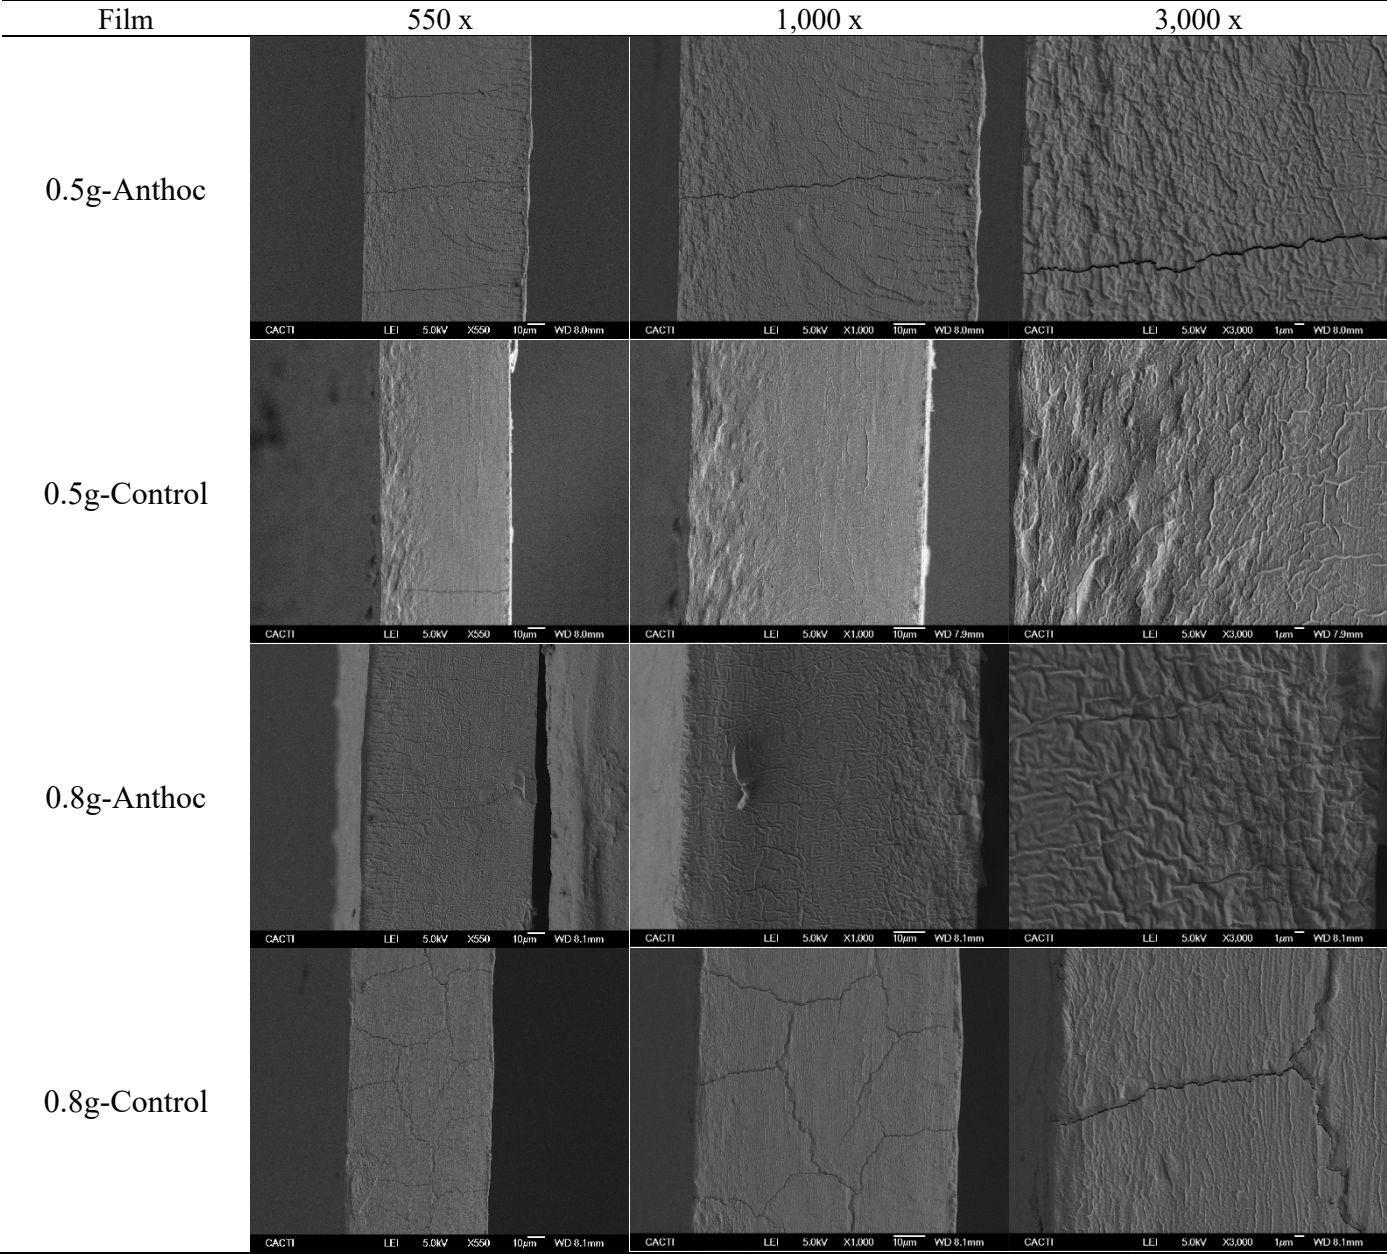 Film 550 x 1,000 x 3,000 x
0.5g-Anthoc
CACTI LEI 5.0kV X550 10μm WD 8.0mm
CACTI LEI 5.0kV X1,000 10μm WD 8.0mm
CACTI LEI 5.0kV X3,000 1μm WD 8.0mm
0.5g-Control
CACTI LEI 5.0kV X550 10μm WD 8.0mm
CACTI LEI 5.0kV X1,000 10μm WD 7.9mm
CACTI LEI 5.0kV X3,000 1μm WD 7.9mm
0.8g-Anthoc
CACTI LEI 5.0kV X550 10μm WD 8.1mm
CACTI LEI 5.0kV X1,000 10μm WD 8.1mm
CACTI LEI 5.0kV X3,000 1μm WD 8.1mm
0.8g-Control
CACTI LEI 5.0kV X550 10μm WD 8.1mm
CACTI LEI 5.0kV X1,000 10μm WD 8.1mm
CACTI LEI 5.0kV X3,000 1μm WD 8.1mm